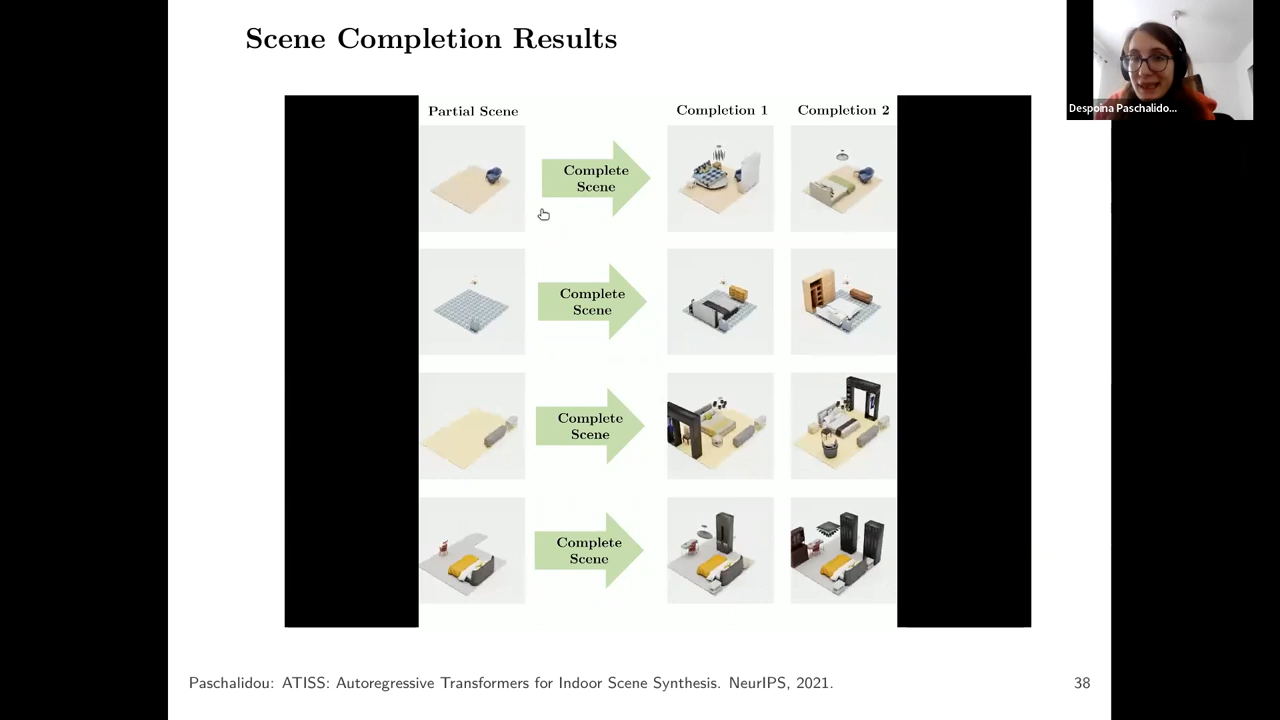 Scene Completion Results
Despoina Paschalido...
Partial Scene
Completion 1
Completion 2
Complete
Scene
Complete
Scene
Complete
Scene
Complete
Scene
Paschalidou: ATISS: Autoregressive Transformers for Indoor Scene Synthesis. NeurIPS, 2021.
38